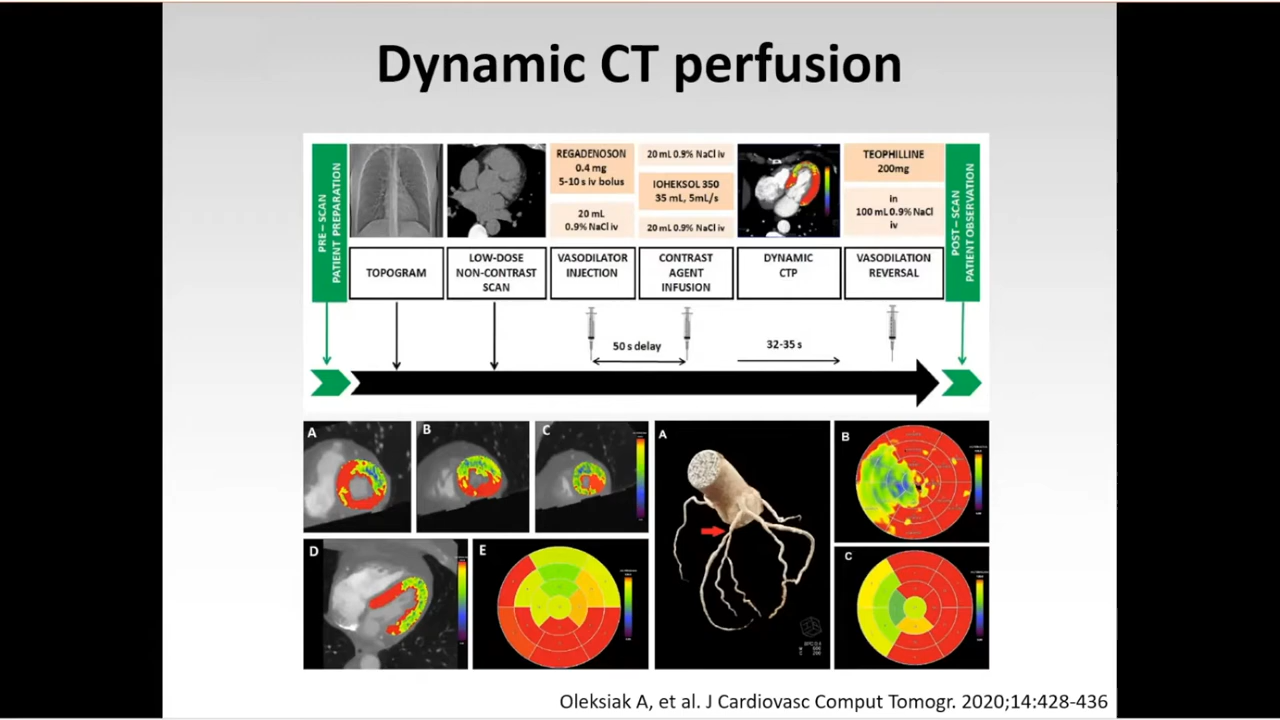 Dynamic CT perfusion
PRE – SCAN
PATIENT PREPARATION
REGADENOSON
0.4 mg
5-10 s iv bolus
20 mL
0.9% NaCl iv
20 mL 0.9% NaCl iv
IOHEKSOL 350
35 mL, 5mL/s
20 mL 0.9% NaCl iv
TEOPHILLINE
200mg
in
100 mL 0.9% NaCl
iv
POST – SCAN
PATIENT OBSERVATION
TOPOGRAM
LOW-DOSE
NON-CONTRAST
SCAN
VASODILATOR
INJECTION
CONTRAST
AGENT
INFUSION
DYNAMIC
CTP
VASODILATION
REVERSAL
50 s delay
32-35 s
A
B
C
D
E
A
B
C
Oleksiak A, et al. J Cardiovasc Comput Tomogr. 2020;14:428-436